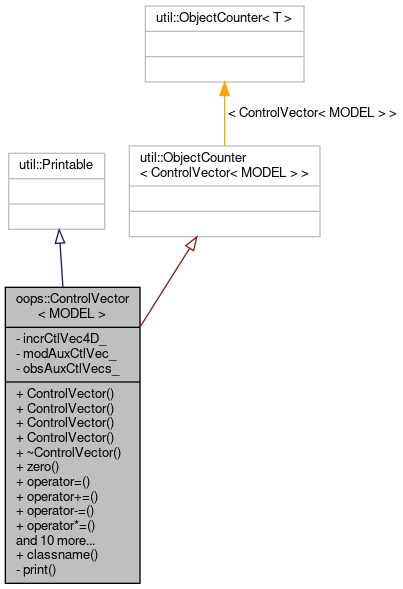 util::ObjectCounter< T >
< ControlVector< MODEL > >
util::Printable
util::ObjectCounter
< ControlVector< MODEL > >
oops::ControlVector
< MODEL >
- incrCtlVec4D_
- modAuxCtlVec_
- obsAuxCtlVecs_
+ ControlVector()
+ ControlVector()
+ ControlVector()
+ ControlVector()
+ ~ControlVector()
+ zero()
+ operator=()
+ operator+=()
+ operator-=()
+ operator*=()
and 10 more...
+ classname()
- print()